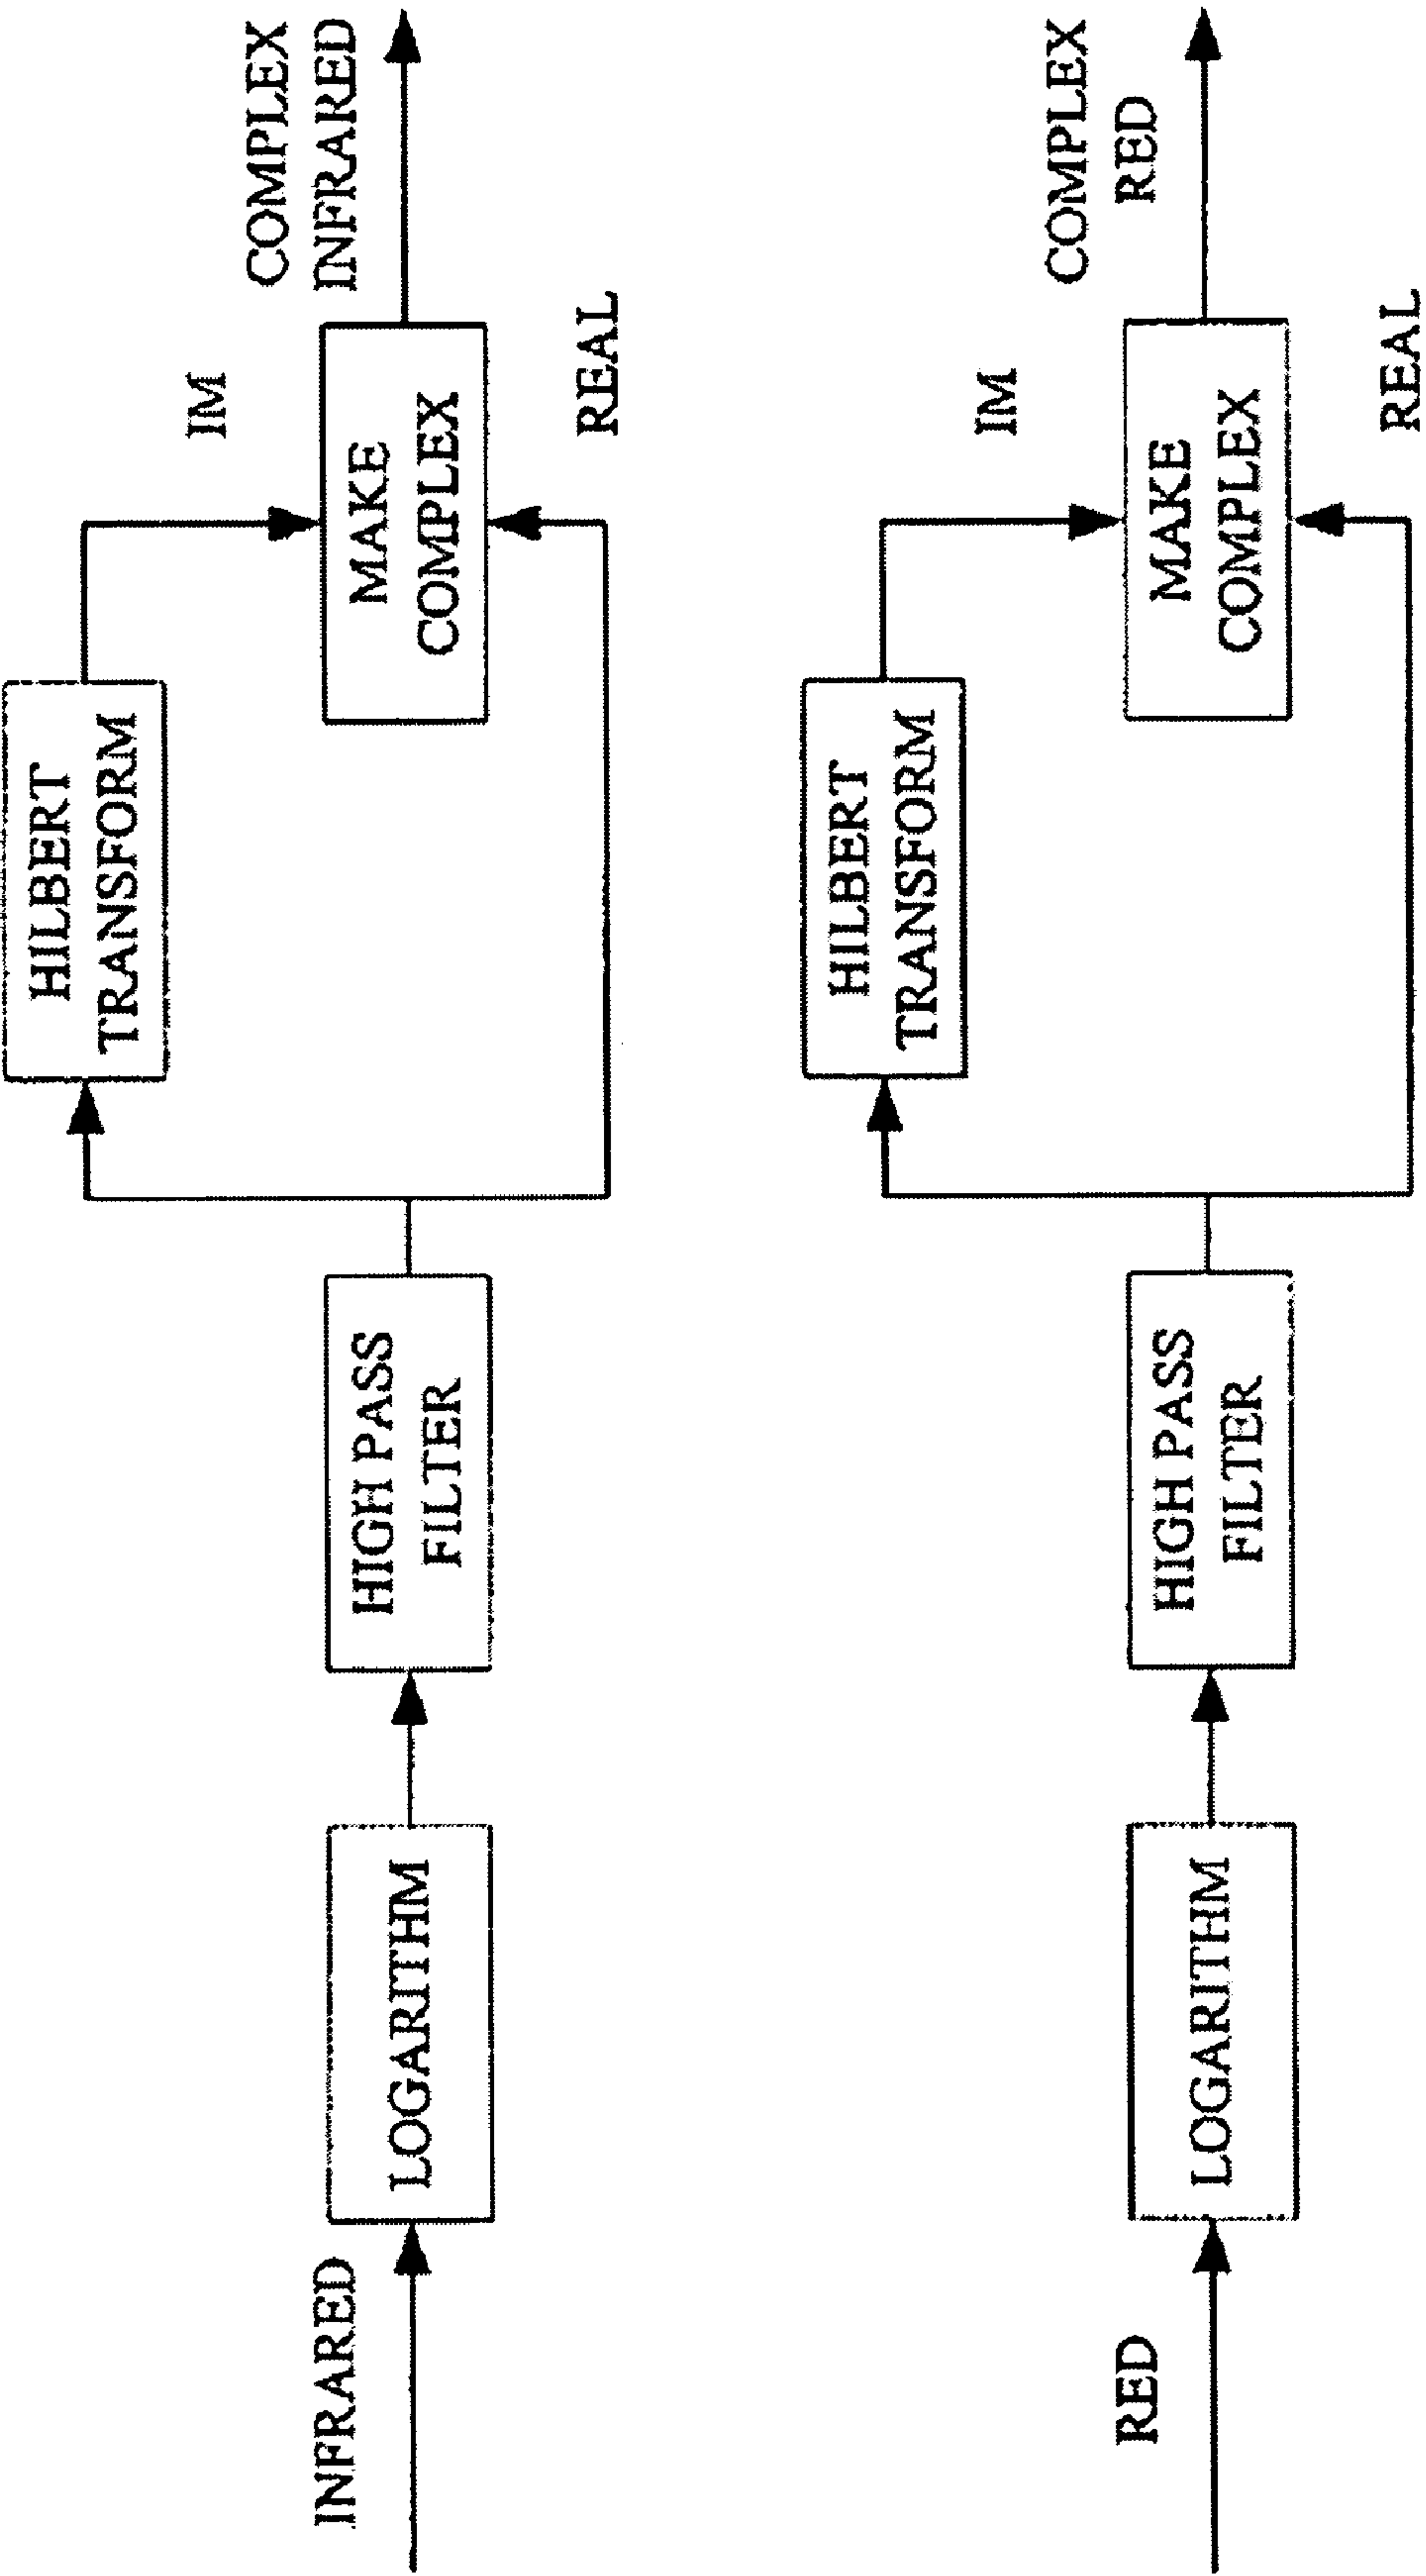 INFRARED
LOGARITHM
HIGH PASS
FILTER
HILBERT
TRANSFORM
IM
MAKE
COMPLEX
REAL
COMPLEX
INFRARED
RED
LOGARITHM
HIGH PASS
FILTER
HILBERT
TRANSFORM
IM
MAKE
COMPLEX
REAL
COMPLEX
RED